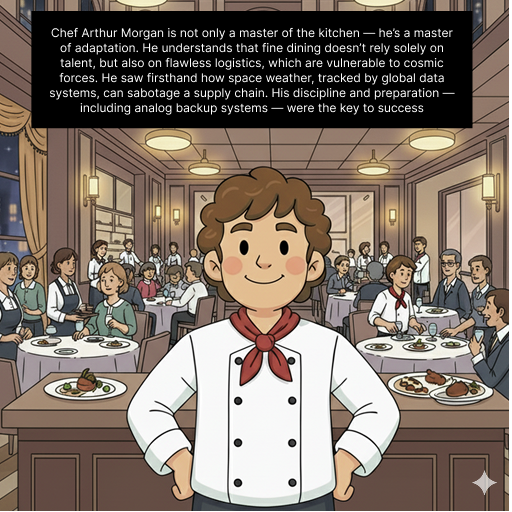 Chef Arthur Morgan is not only a master of the kitchen — he's a master
of adaptation. He understands that fine dining doesn't rely solely on
talent, but also on flawless logistics, which are vulnerable to cosmic
forces. He saw firsthand how space weather, tracked by global data
systems, can sabotage a supply chain. His discipline and preparation —
including analog backup systems — were the key to success